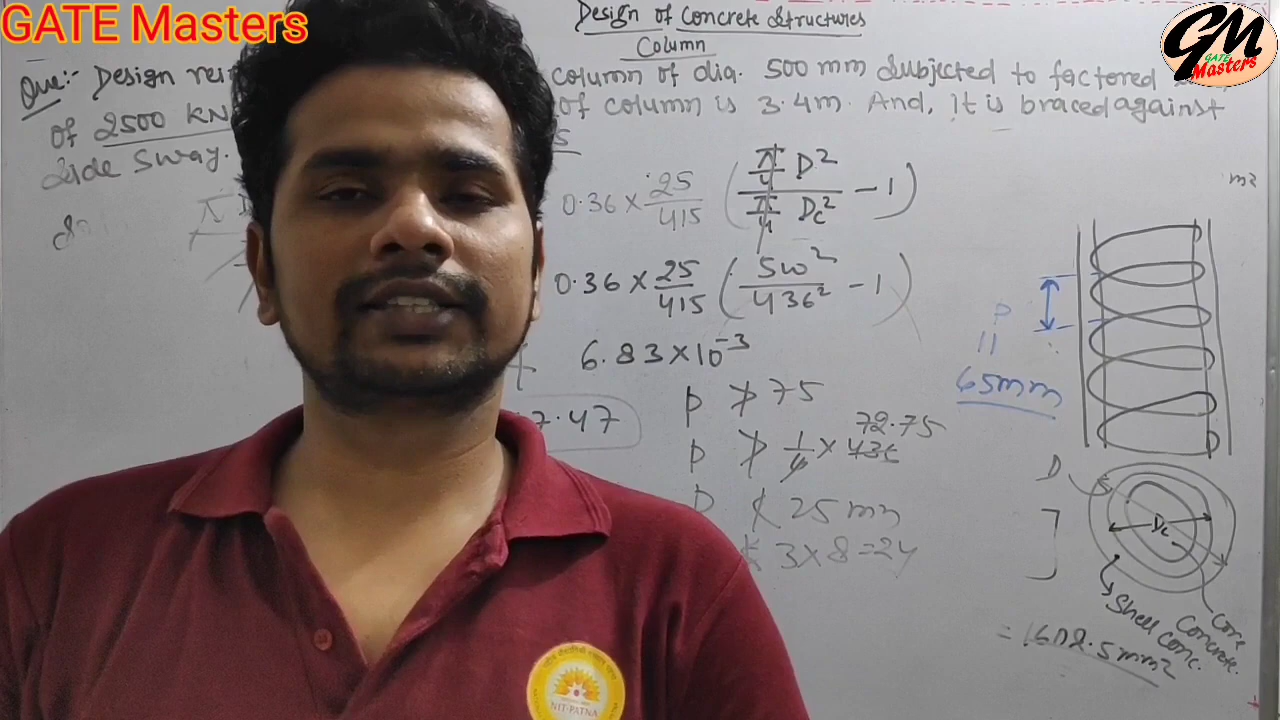 GATE Masters
Design of Concrete Structures
Column
GM
GATE
Masters
Que:- Design column of dia. 500 mm subjected to factored
of 2500 kN of column is 3.4m. And, it is braced against
side sway.
0.36 × 25/415 (π/4 D² / π/4 Dc² - 1)
m2
0.36 × 25/415 (500² / 436² - 1)
6.83 × 10⁻³
P
11
65mm
p ≯ 75
7.47
p ≯ 1/6 × 436 72.75
D
p ≮ 25 mm
≮ 3×8=24
Dc
Shell conc.
Core Concrete.
= 1608.5 mm2
NIT-PATNA